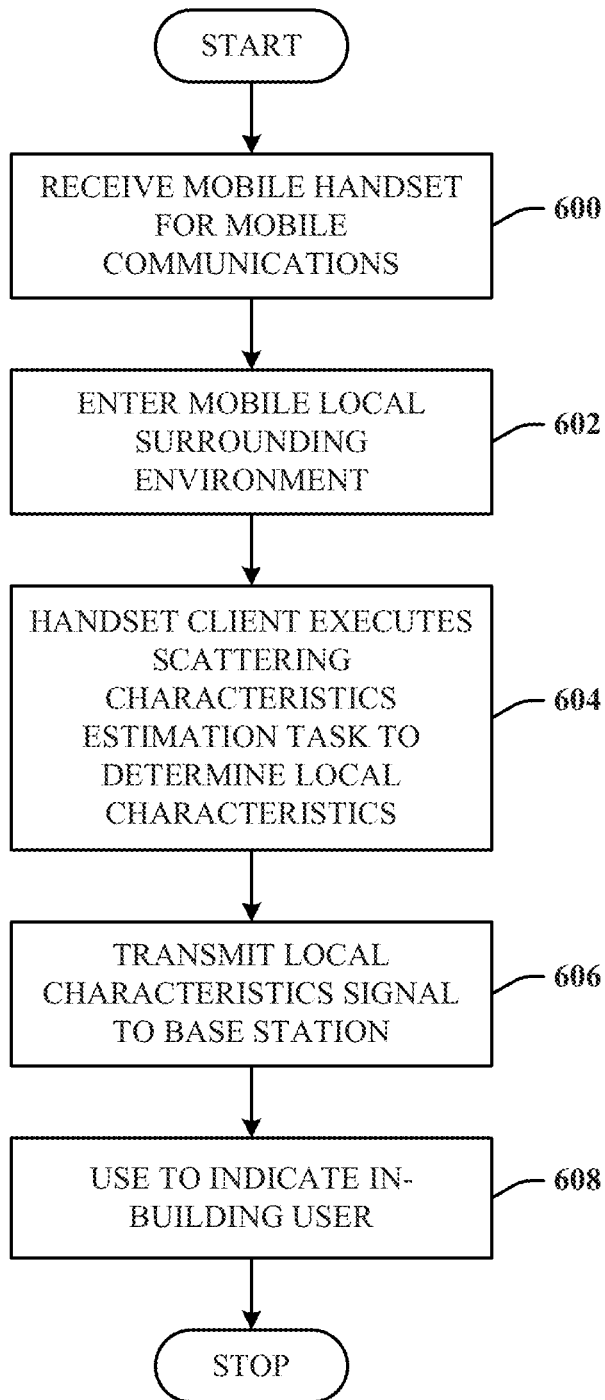 START
RECEIVE MOBILE HANDSET
FOR MOBILE
COMMUNICATIONS
600
ENTER MOBILE LOCAL
SURROUNDING
ENVIRONMENT
602
HANDSET CLIENT EXECUTES
SCATTERING
CHARACTERISTICS
ESTIMATION TASK TO
DETERMINE LOCAL
CHARACTERISTICS
604
TRANSMIT LOCAL
CHARACTERISTICS SIGNAL
TO BASE STATION
606
USE TO INDICATE IN-
BUILDING USER
608
STOP